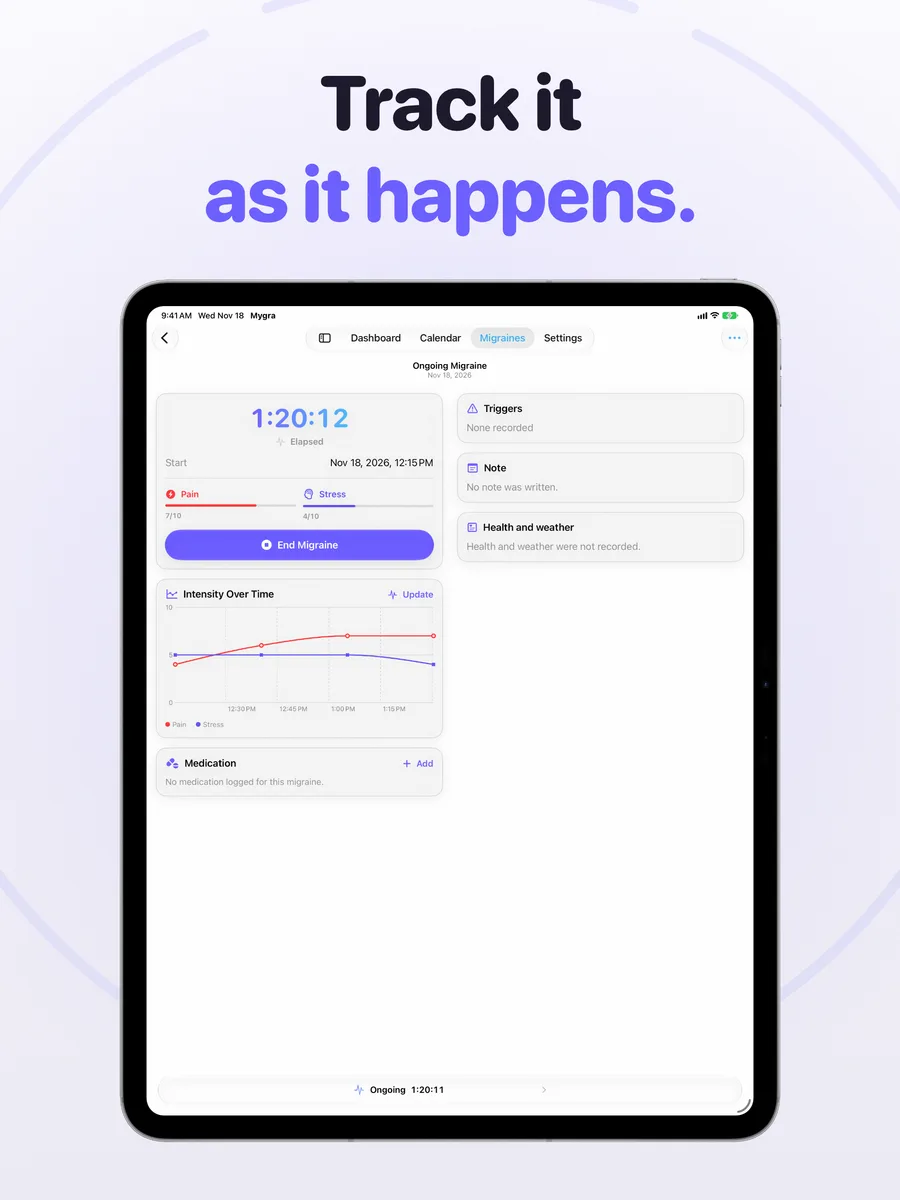 Track it
as it happens.
9:41 AM Wed Nov 18 Mygra
Dashboard Calendar Migraines Settings
Ongoing Migraine
Nov 18, 2026
1:20:12
Elapsed
Start Nov 18, 2026, 12:15 PM
Pain Stress
7/10 4/10
End Migraine
Intensity Over Time Update
10
5
0
12:30 PM 12:45 PM 1:00 PM 1:15 PM
Pain Stress
Medication + Add
No medication logged for this migraine.
Triggers
None recorded
Note
No note was written.
Health and weather
Health and weather were not recorded.
Ongoing 1:20:11